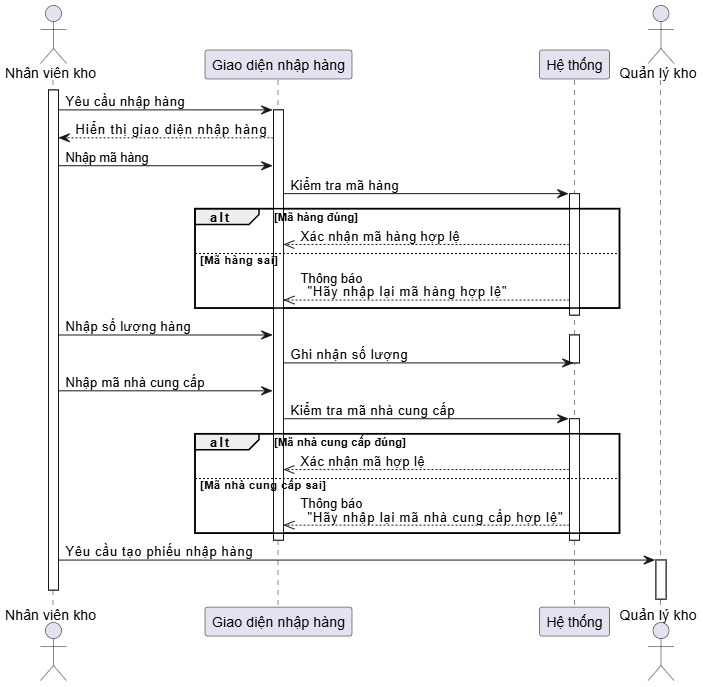 Nhân viên kho
Giao diện nhập hàng
Hệ thống
Quản lý kho
Yêu cầu nhập hàng
Hiển thị giao diện nhập hàng
Nhập mã hàng
Kiểm tra mã hàng
alt
[Mã hàng đúng]
Xác nhận mã hàng hợp lệ
[Mã hàng sai]
Thông báo
"Hãy nhập lại mã hàng hợp lệ"
Nhập số lượng hàng
Ghi nhận số lượng
Nhập mã nhà cung cấp
Kiểm tra mã nhà cung cấp
alt
[Mã nhà cung cấp đúng]
Xác nhận mã hợp lệ
[Mã nhà cung cấp sai]
Thông báo
"Hãy nhập lại mã nhà cung cấp hợp lệ"
Yêu cầu tạo phiếu nhập hàng
Nhân viên kho
Giao diện nhập hàng
Hệ thống
Quản lý kho